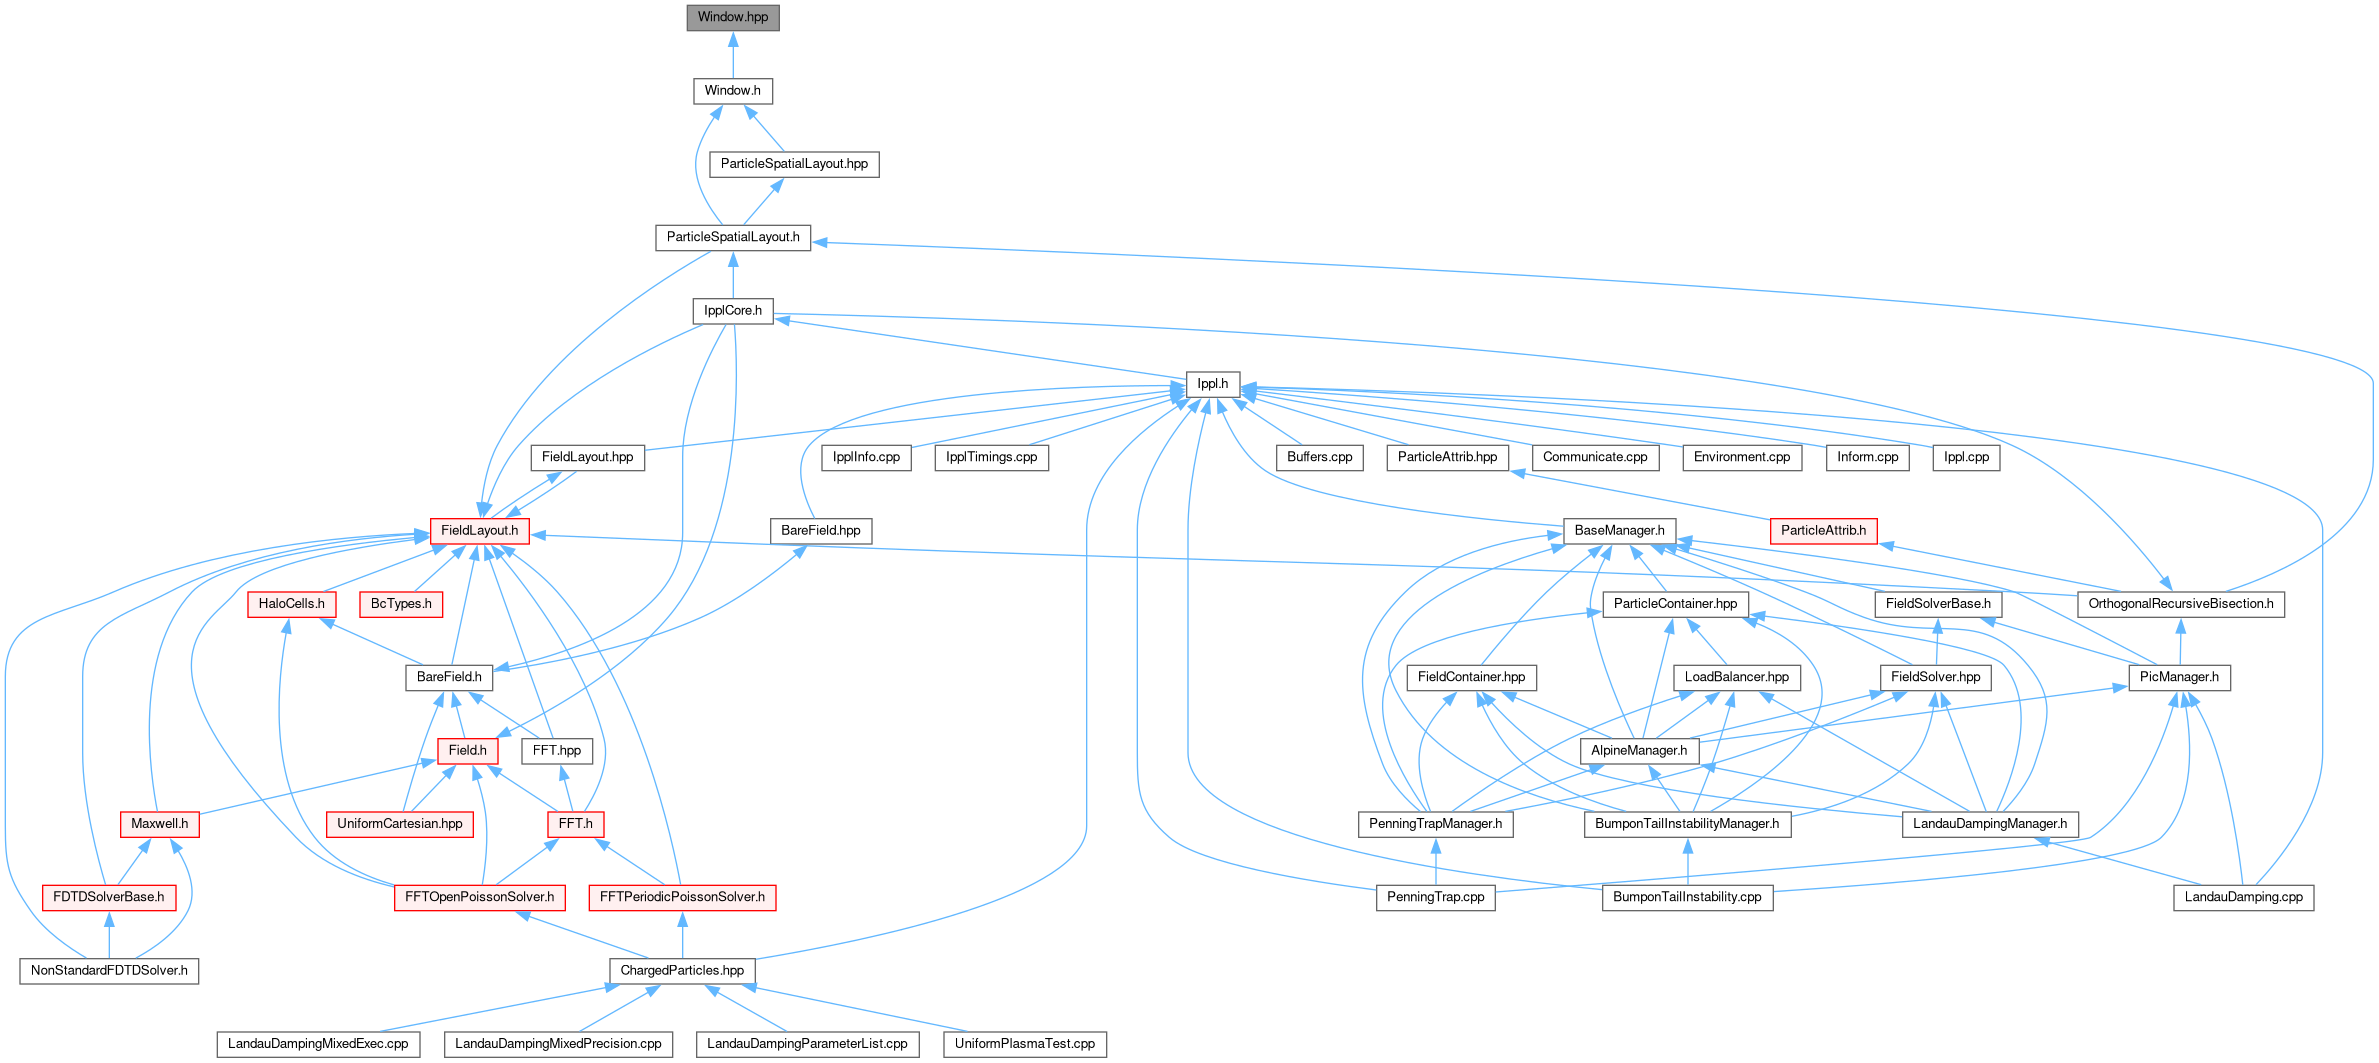 Window.hpp
Window.h
ParticleSpatialLayout.hpp
ParticleSpatialLayout.h
IpplCore.h
Ippl.h
FieldLayout.hpp
IpplInfo.cpp
IpplTimings.cpp
Buffers.cpp
ParticleAttrib.hpp
Communicate.cpp
Environment.cpp
Inform.cpp
Ippl.cpp
FieldLayout.h
BareField.hpp
BaseManager.h
ParticleAttrib.h
HaloCells.h
BcTypes.h
ParticleContainer.hpp
FieldSolverBase.h
OrthogonalRecursiveBisection.h
BareField.h
FieldContainer.hpp
LoadBalancer.hpp
FieldSolver.hpp
PicManager.h
Field.h
FFT.hpp
AlpineManager.h
Maxwell.h
UniformCartesian.hpp
FFT.h
PenningTrapManager.h
BumponTailInstabilityManager.h
LandauDampingManager.h
FDTDSolverBase.h
FFTOpenPoissonSolver.h
FFTPeriodicPoissonSolver.h
PenningTrap.cpp
BumponTailInstability.cpp
LandauDamping.cpp
NonStandardFDTDSolver.h
ChargedParticles.hpp
LandauDampingMixedExec.cpp
LandauDampingMixedPrecision.cpp
LandauDampingParameterList.cpp
UniformPlasmaTest.cpp